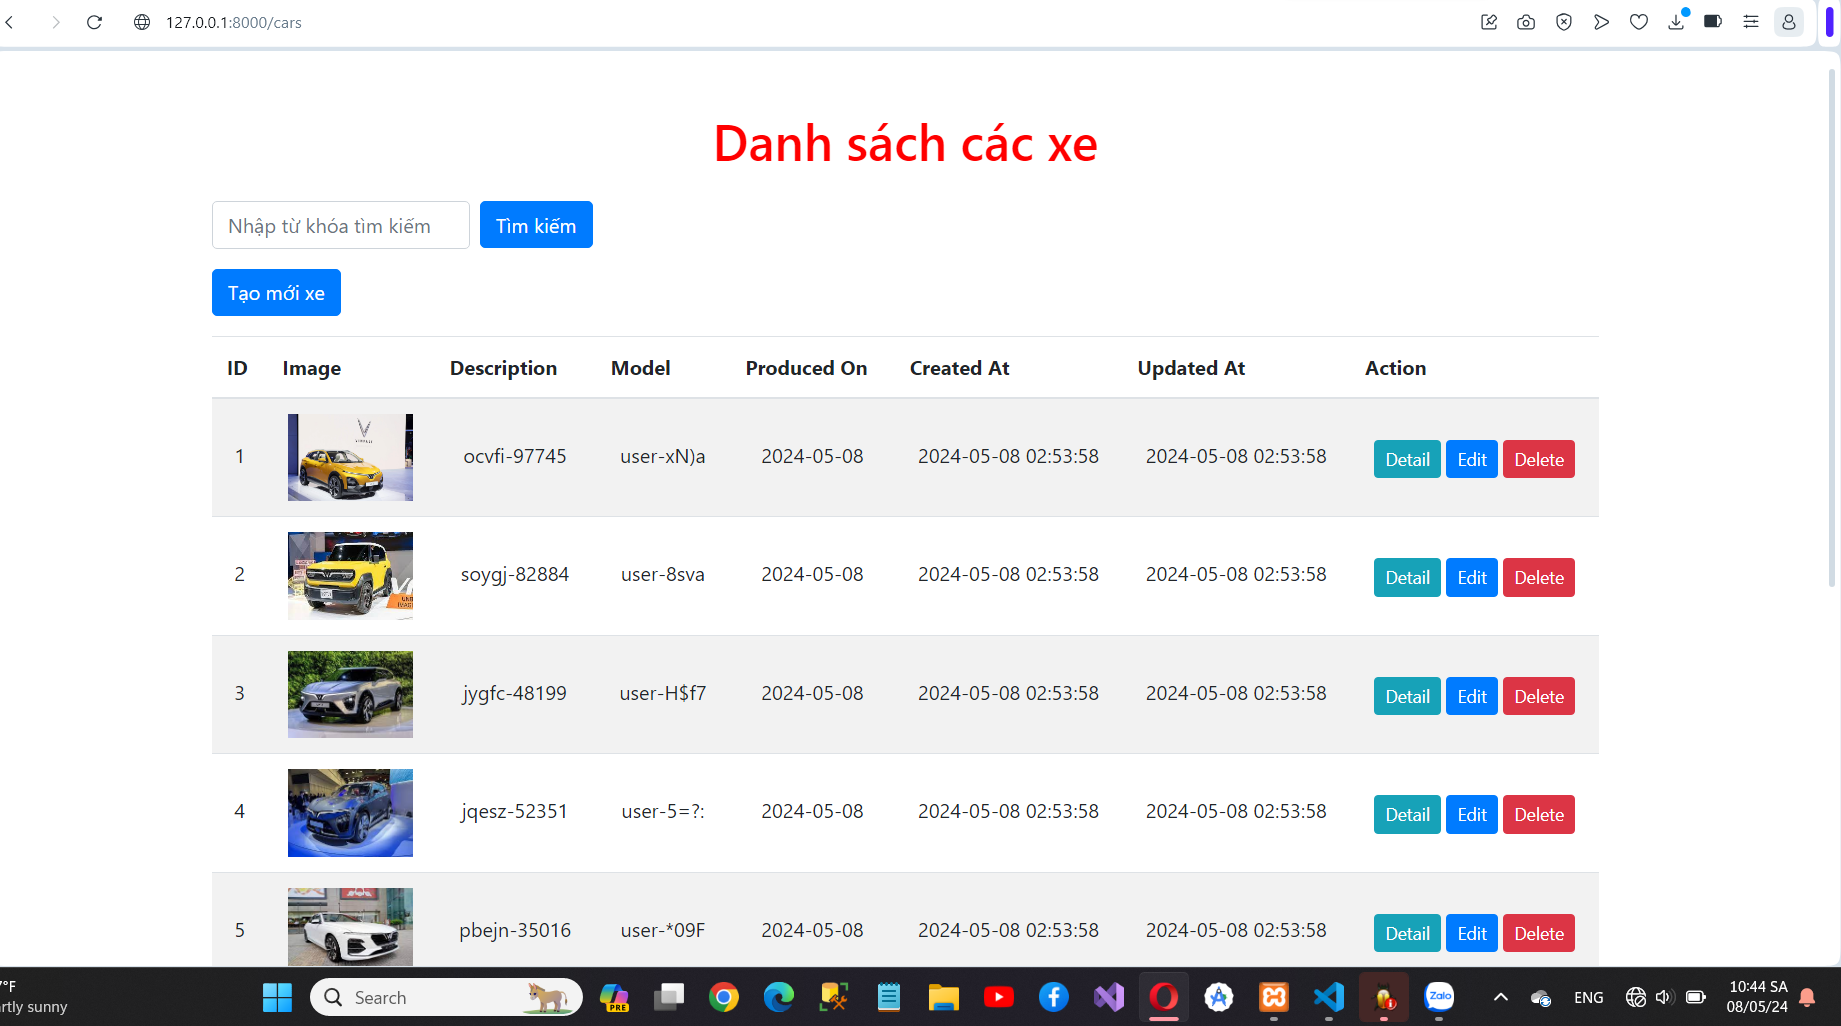 127.0.0.1:8000/cars
Danh sách các xe
Nhập từ khóa tìm kiếm Tìm kiếm
Tạo mới xe
ID Image Description Model Produced On Created At Updated At Action
1 ocvfi-97745 user-xN)a 2024-05-08 2024-05-08 02:53:58 2024-05-08 02:53:58 Detail Edit Delete
2 soygj-82884 user-8sva 2024-05-08 2024-05-08 02:53:58 2024-05-08 02:53:58 Detail Edit Delete
3 jygfc-48199 user-H$f7 2024-05-08 2024-05-08 02:53:58 2024-05-08 02:53:58 Detail Edit Delete
4 jqesz-52351 user-5=?: 2024-05-08 2024-05-08 02:53:58 2024-05-08 02:53:58 Detail Edit Delete
5 pbejn-35016 user-*09F 2024-05-08 2024-05-08 02:53:58 2024-05-08 02:53:58 Detail Edit Delete
°F
rtly sunny
Search
PRE
Zalo
ENG
10:44 SA
08/05/24